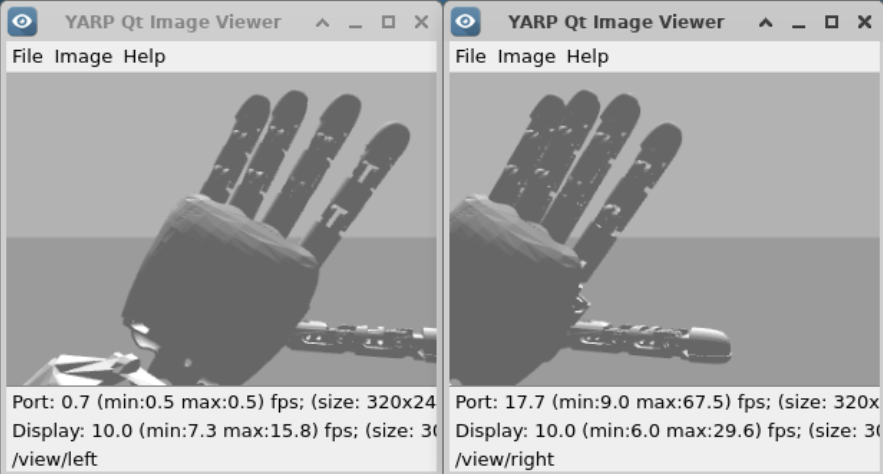 YARP Qt Image Viewer
File Image Help
Port: 0.7 (min:0.5 max:0.5) fps; (size: 320x24
Display: 10.0 (min:7.3 max:15.8) fps; (size: 30
/view/left
YARP Qt Image Viewer
File Image Help
Port: 17.7 (min:9.0 max:67.5) fps; (size: 320x
Display: 10.0 (min:6.0 max:29.6) fps; (size: 30
/view/right